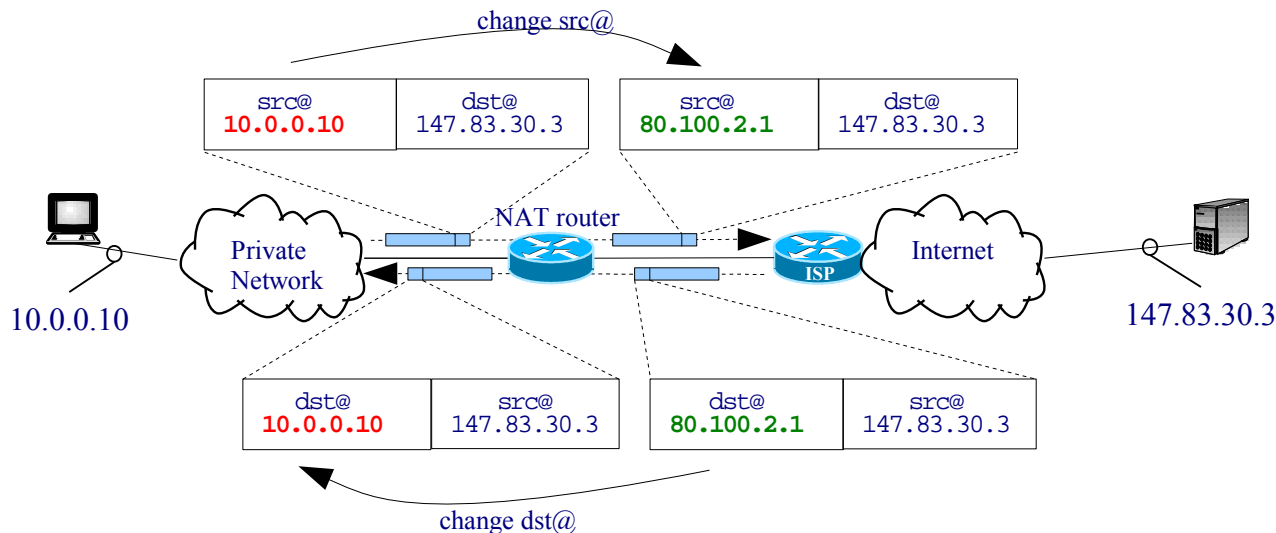 change src@
src@ dst@ src@ dst@
10.0.0.10 147.83.30.3 80.100.2.1 147.83.30.3
NAT router
Private
Network
Internet
ISP
10.0.0.10
147.83.30.3
dst@ src@ dst@ src@
10.0.0.10 147.83.30.3 80.100.2.1 147.83.30.3
change dst@